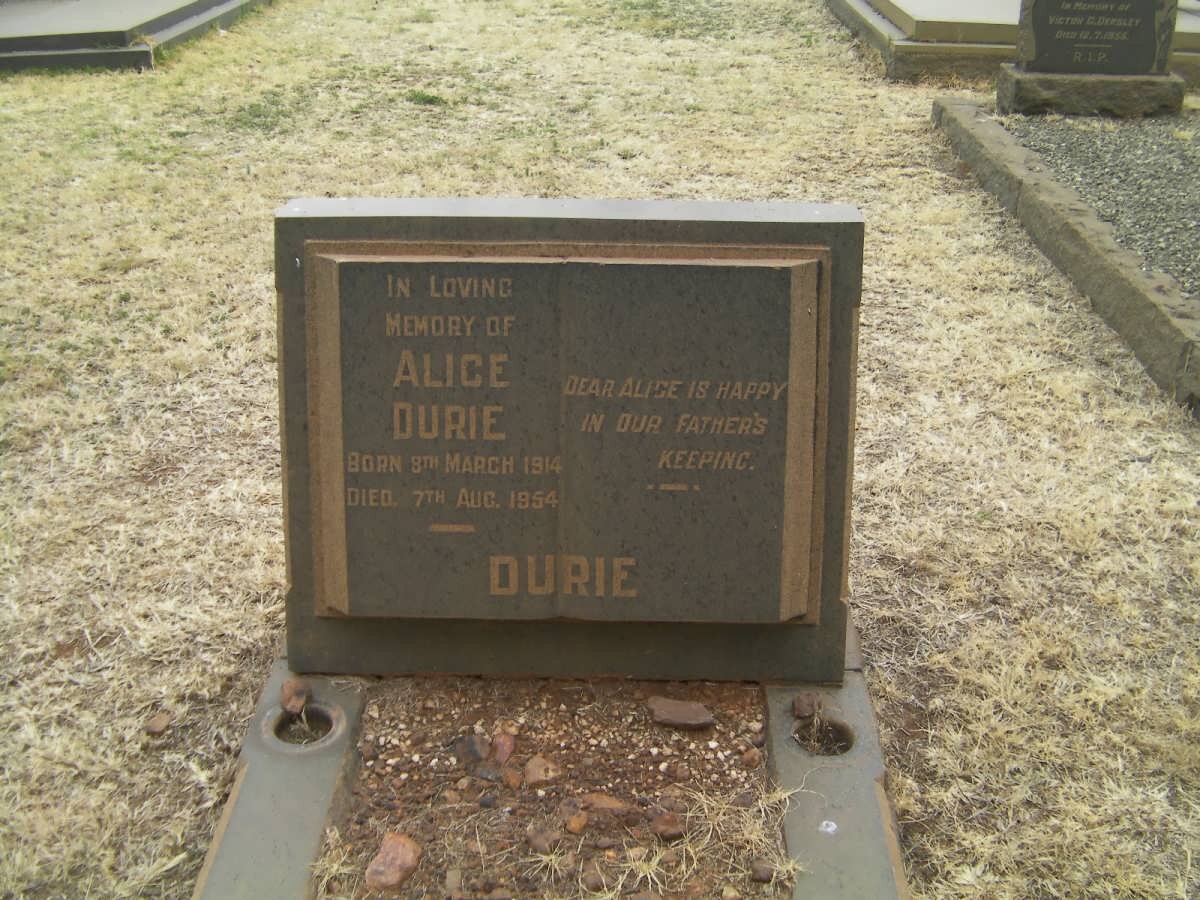 In Memory of
Victor G. Dersley
Died 12.7.1955.
R.I.P.
In Loving
Memory of
Alice
Durie
Born 8th March 1914
Died. 7th Aug. 1954
Dear Alice is happy
in our Father's
keeping.
Durie